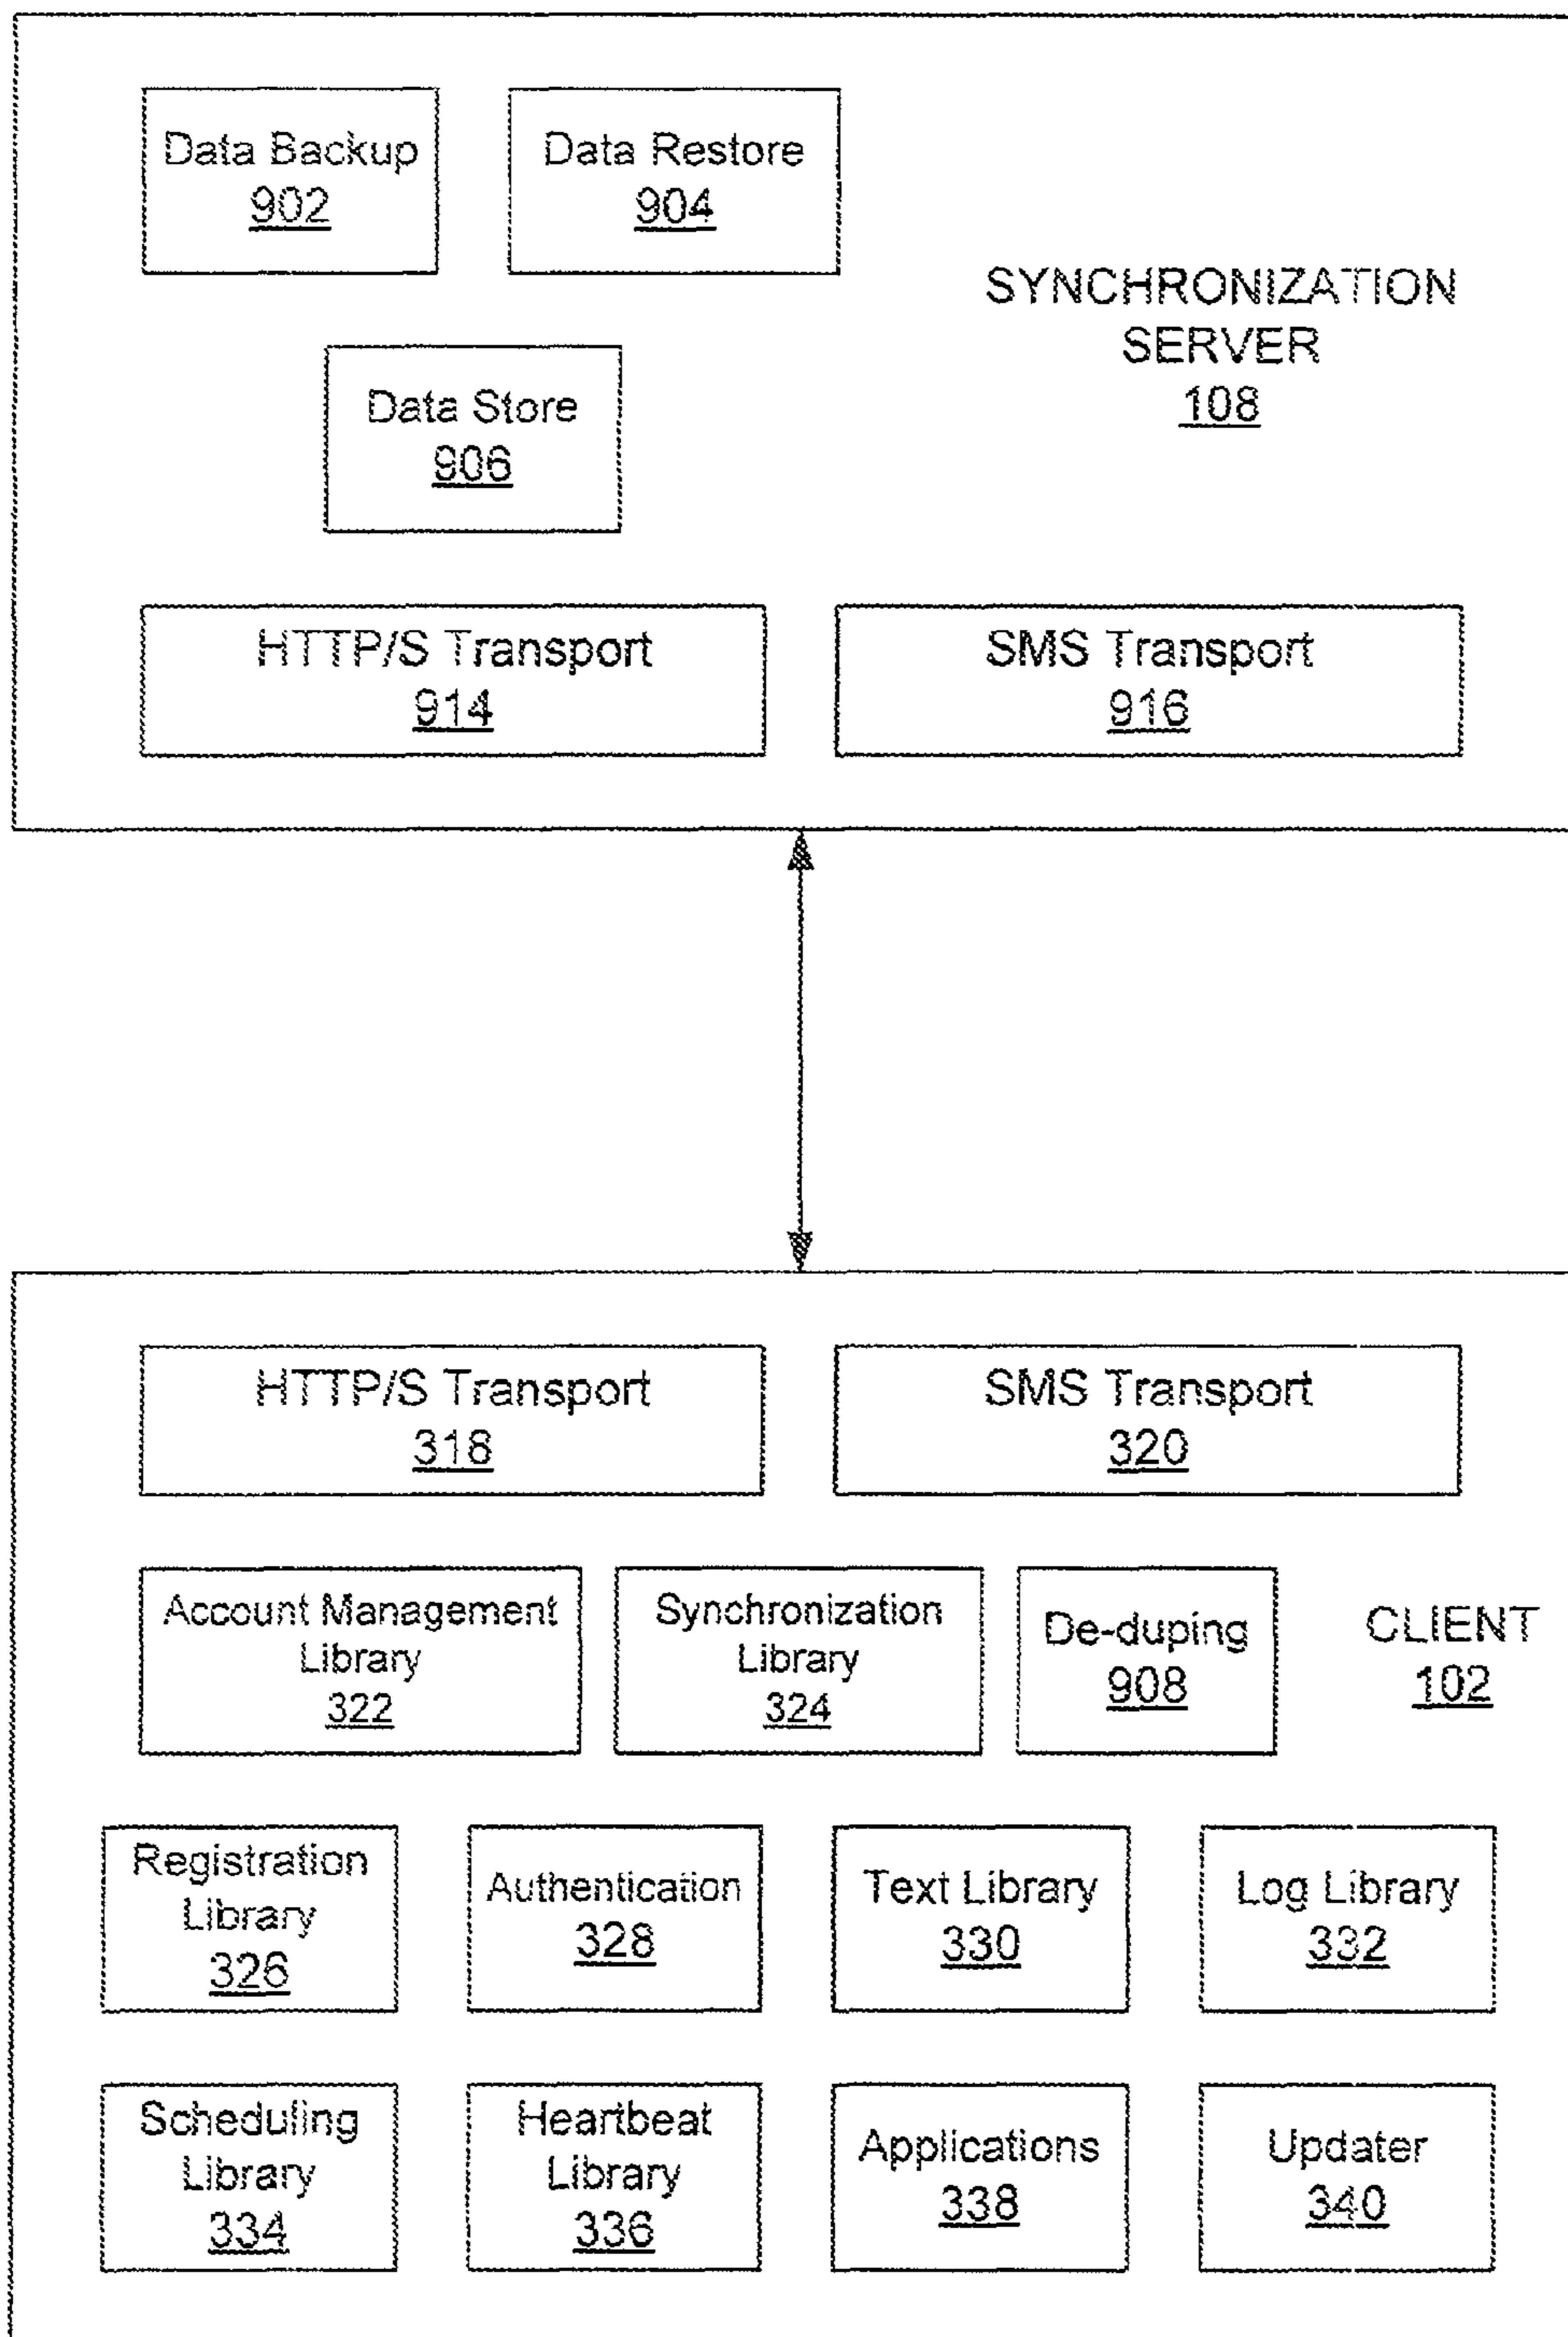 Data Backup
902
Data Restore
904
SYNCHRONIZATION
SERVER
108
Data Store
906
HTTP/S Transport
914
SMS Transport
916
HTTP/S Transport
318
SMS Transport
320
Account Management
Library
322
Synchronization
Library
324
De-duping
908
CLIENT
102
Registration
Library
326
Authentication
328
Text Library
330
Log Library
332
Scheduling
Library
334
Heartbeat
Library
336
Applications
338
Updater
340